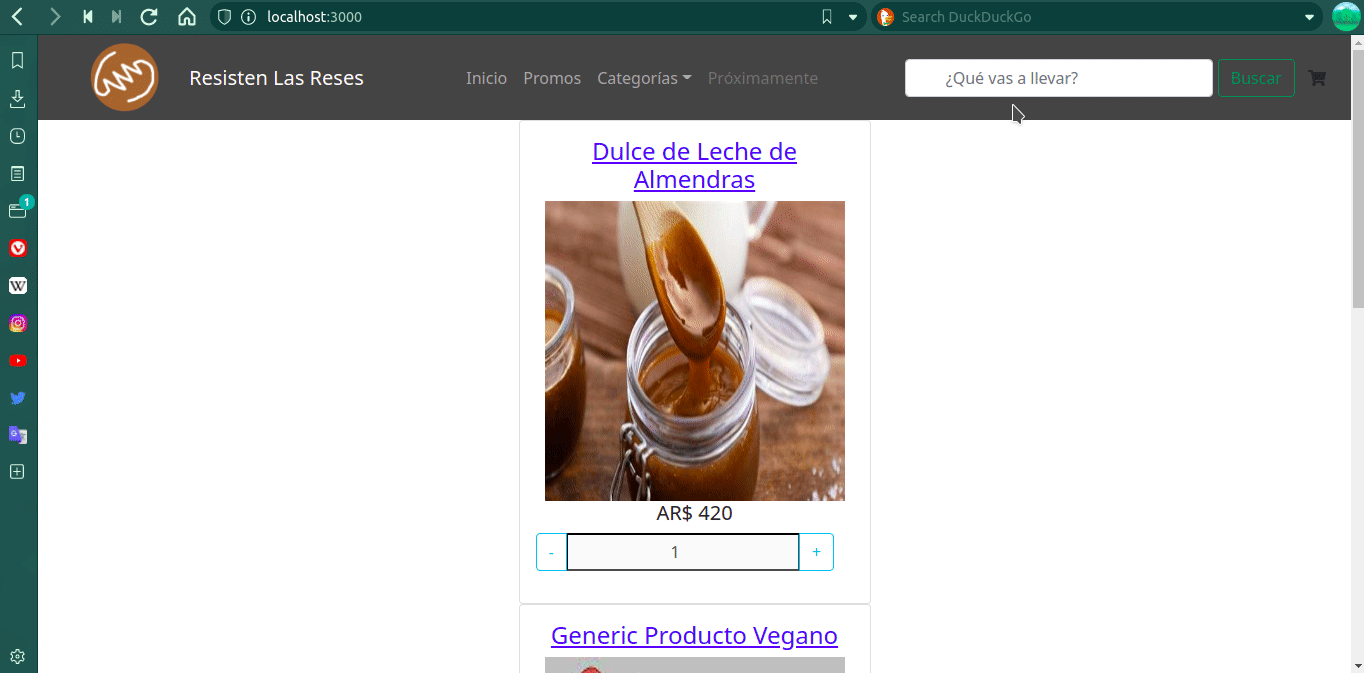 localhost:3000
Search DuckDuckGo
Resisten Las Reses
Inicio Promos Categorías Próximamente
¿Qué vas a llevar?
Buscar
1
W
Dulce de Leche de
Almendras
AR$ 420
- 1 +
Generic Producto Vegano